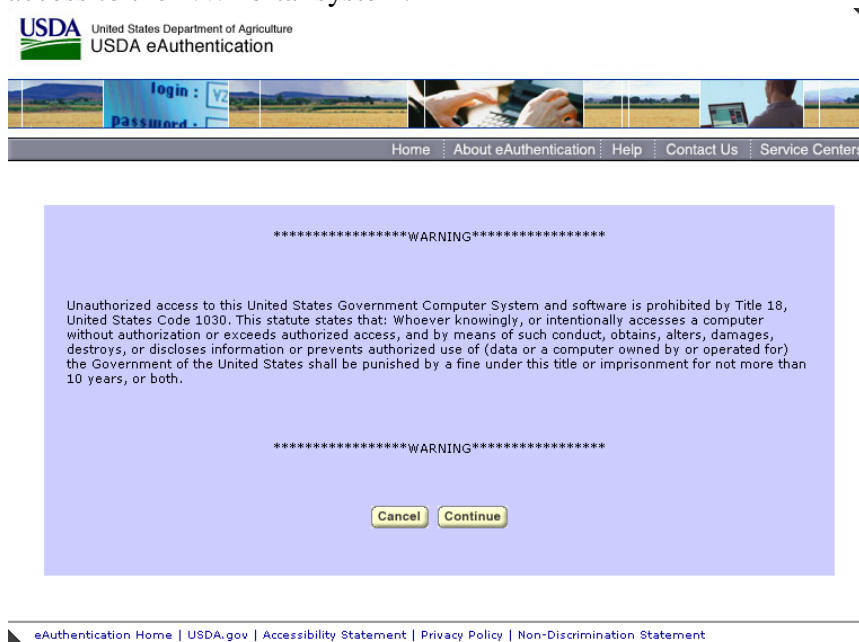 USDA United States Department of Agriculture
USDA eAuthentication
login :
password :
Home About eAuthentication Help Contact Us Service Centers
*****************WARNING*****************
Unauthorized access to this United States Government Computer System and software is prohibited by Title 18,
United States Code 1030. This statute states that: Whoever knowingly, or intentionally accesses a computer
without authorization or exceeds authorized access, and by means of such conduct, obtains, alters, damages,
destroys, or discloses information or prevents authorized use of (data or a computer owned by or operated for)
the Government of the United States shall be punished by a fine under this title or imprisonment for not more than
10 years, or both.
*****************WARNING*****************
Cancel Continue
eAuthentication Home | USDA.gov | Accessibility Statement | Privacy Policy | Non-Discrimination Statement